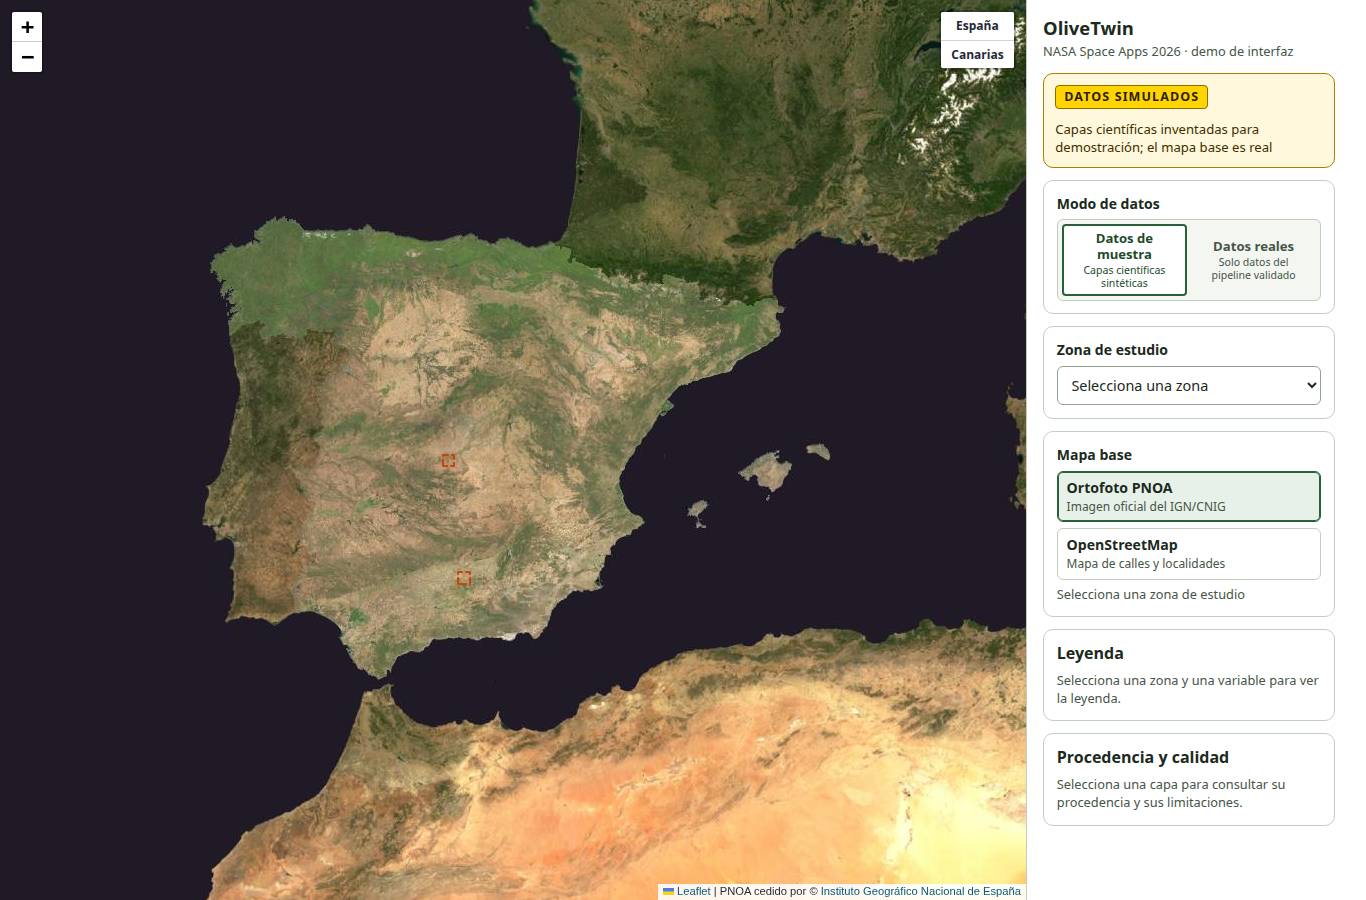 +
−
España
Canarias
Leaflet | PNOA cedido por © Instituto Geográfico Nacional de España
OliveTwin
NASA Space Apps 2026 · demo de interfaz
DATOS SIMULADOS
Capas científicas inventadas para
demostración; el mapa base es real
Modo de datos
Datos de
muestra
Capas científicas
sintéticas
Datos reales
Solo datos del
pipeline validado
Zona de estudio
Selecciona una zona
Mapa base
Ortofoto PNOA
Imagen oficial del IGN/CNIG
OpenStreetMap
Mapa de calles y localidades
Selecciona una zona de estudio
Leyenda
Selecciona una zona y una variable para ver
la leyenda.
Procedencia y calidad
Selecciona una capa para consultar su
procedencia y sus limitaciones.